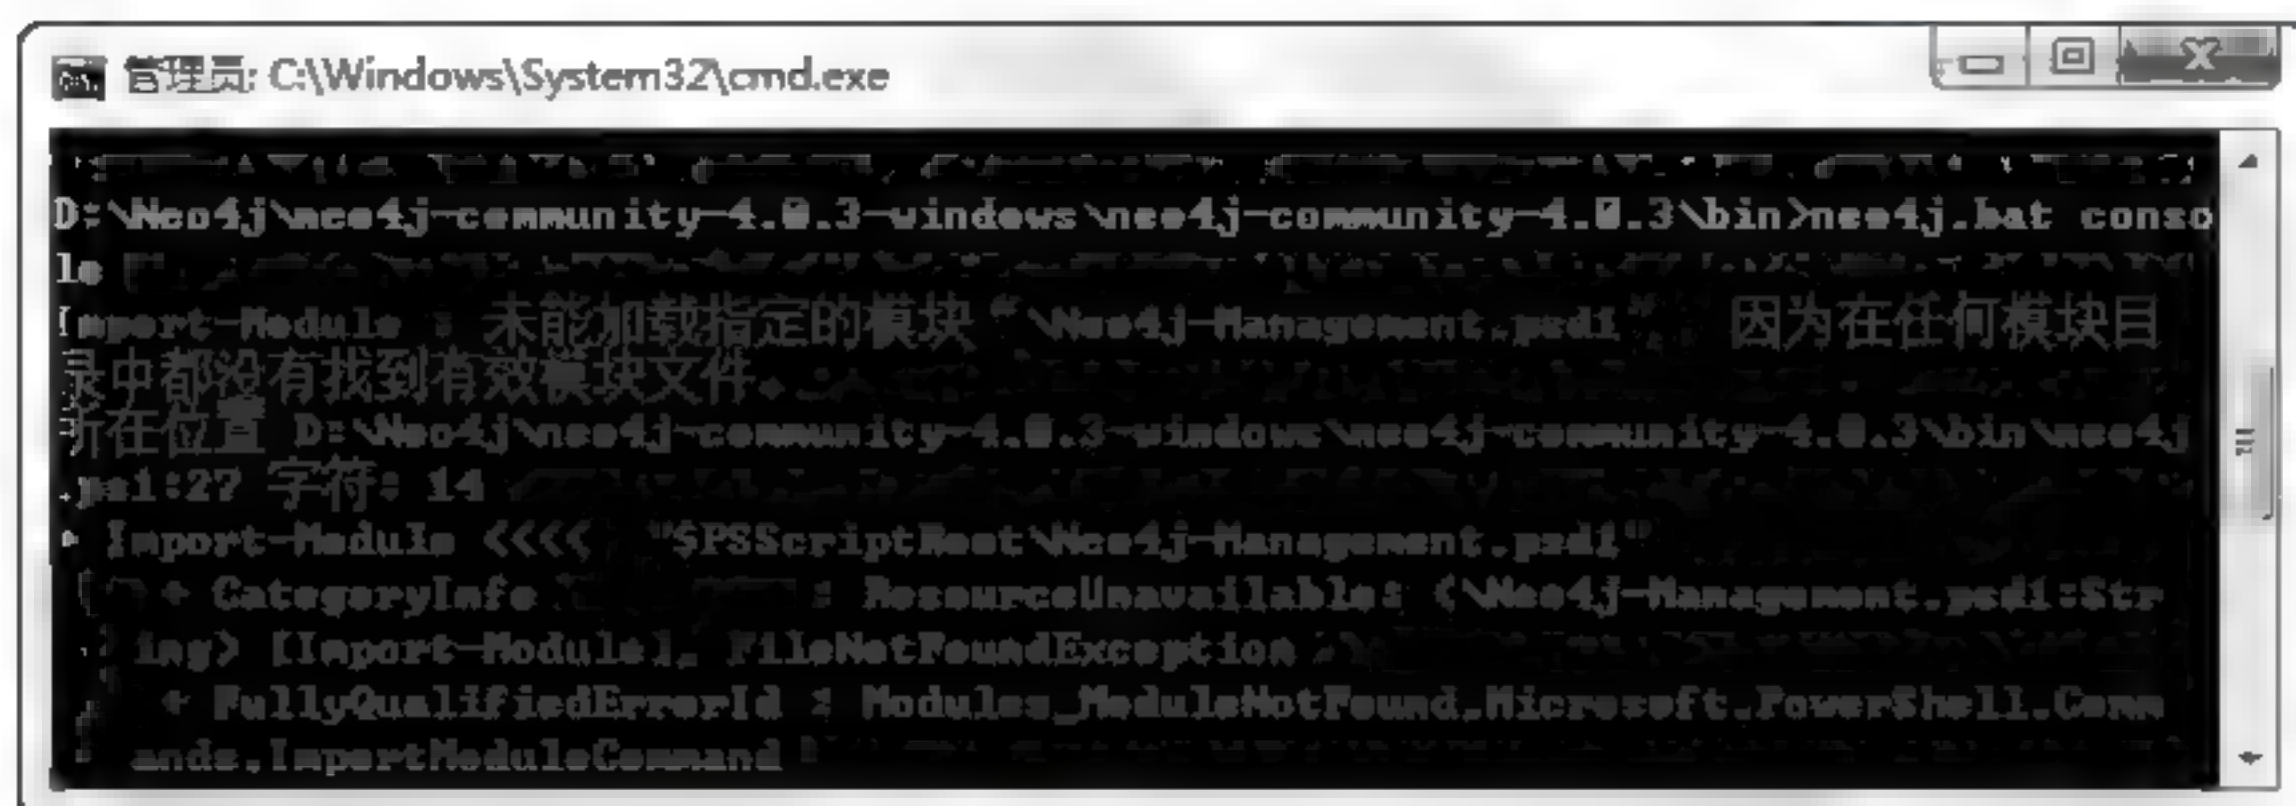 管理员: C:\Windows\System32\cmd.exe
D:\Neo4j\neo4j-community-4.0.3-windows\neo4j-community-4.0.3\bin>neo4j.bat conso
le
Import-Module : 未能加载指定的模块“\Neo4j-Management.psd1” 因为在任何模块目
录中都没有找到有效模块文件。
所在位置 D:\Neo4j\neo4j-community-4.0.3-windows\neo4j-community-4.0.3\bin\neo4j
.ps1:27 字符: 14
+ Import-Module <<<< "$PSScriptRoot\Neo4j-Management.psd1"
+ CategoryInfo : ResourceUnavailable: (\Neo4j-Management.psd1:Str
ing) [Import-Module], FileNotFoundException
+ FullyQualifiedErrorId : Modules_ModuleNotFound,Microsoft.PowerShell.Comm
ands.ImportModuleCommand